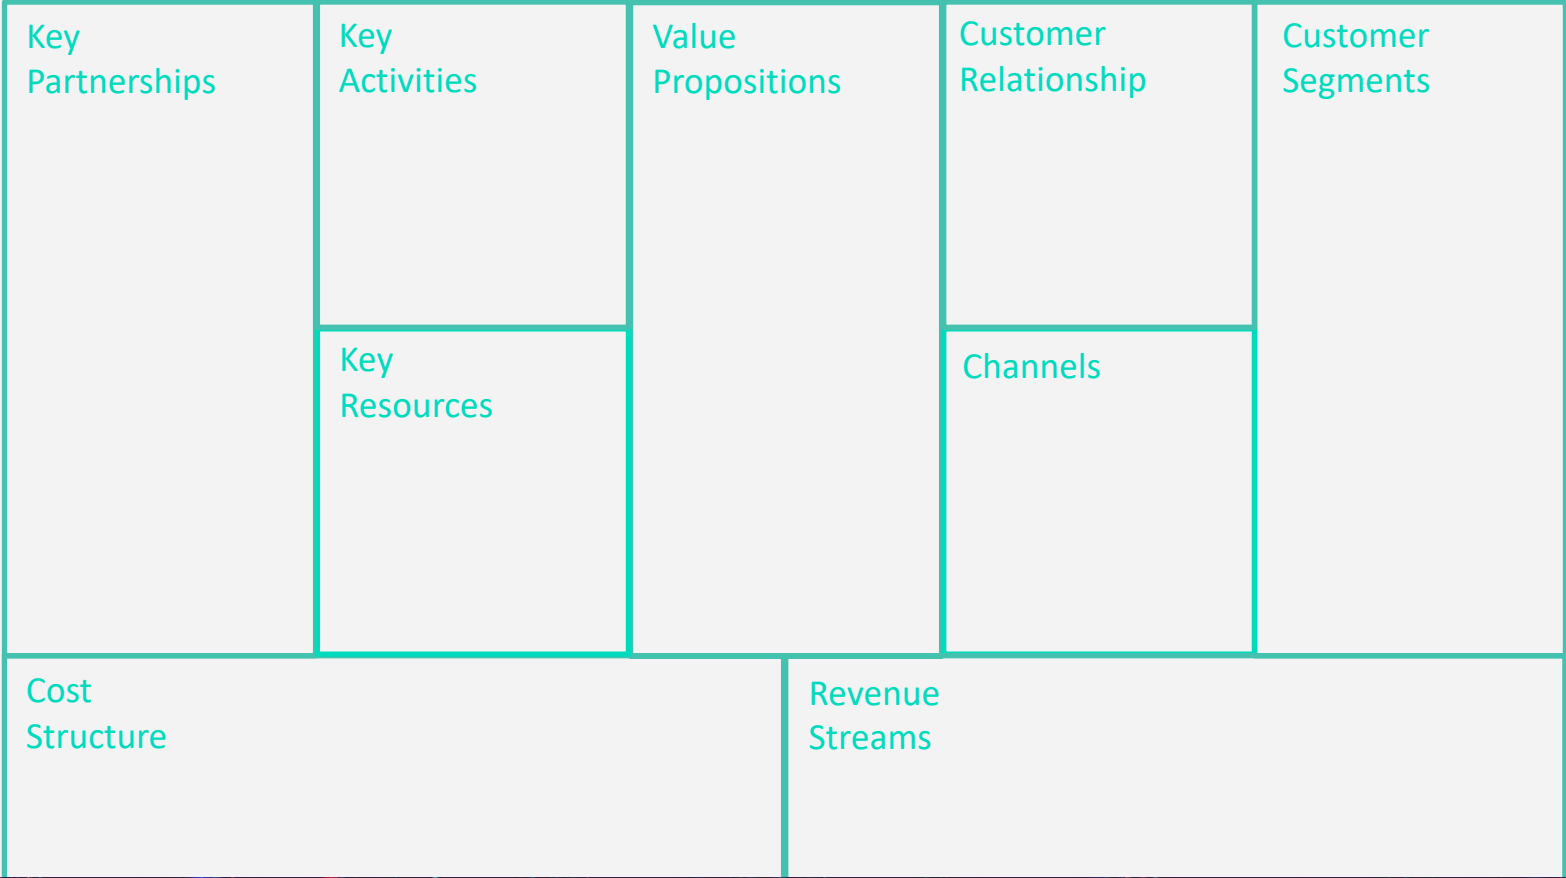 Key
Partnerships
Key
Activities
Key
Resources
Value
Propositions
Customer
Relationship
Channels
Customer
Segments
Cost
Structure
Revenue
Streams